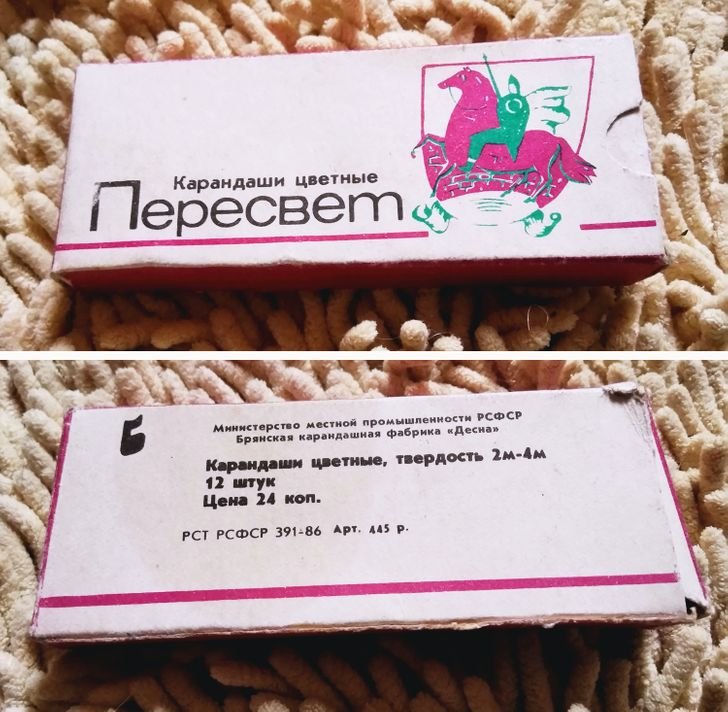 Карандаши цветные
Пересвет
Б
Министерство местной промышленности РСФСР
Брянская карандашная фабрика «Десна»
Карандаши цветные, твердость 2м-4м
12 штук
Цена 24 коп.
РСТ РСФСР 391-86 Арт. 445 р.